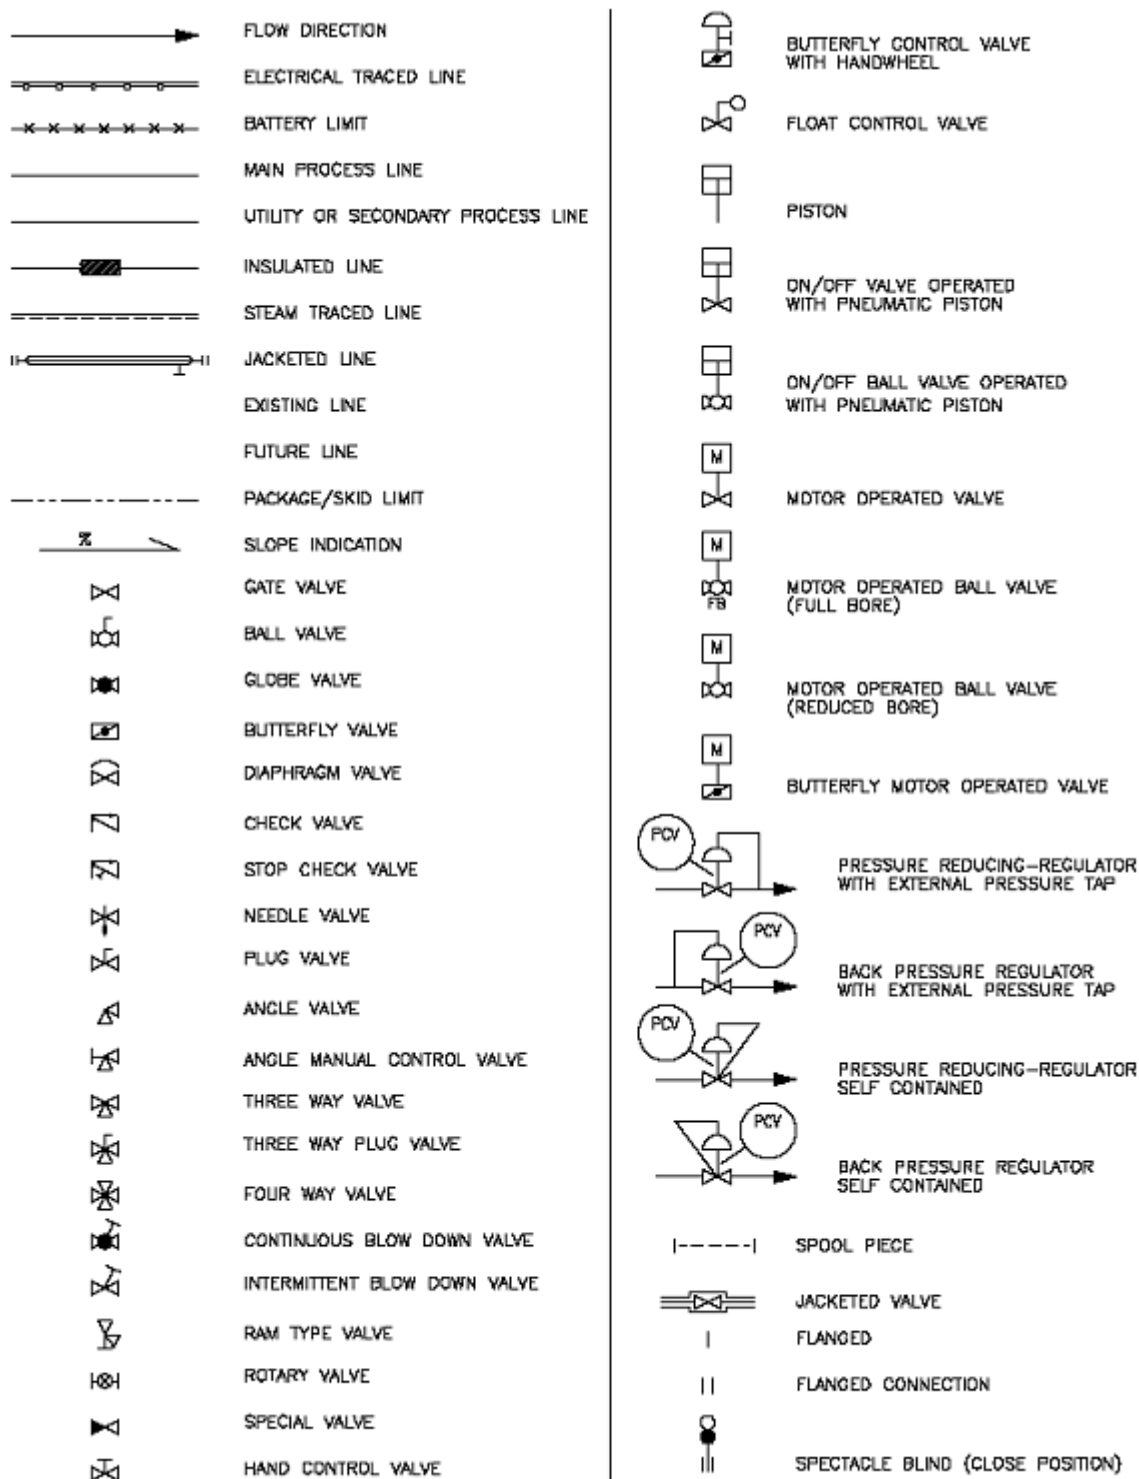 FLOW DIRECTION
ELECTRICAL TRACED LINE
BATTERY LIMIT
MAIN PROCESS LINE
UTILITY OR SECONDARY PROCESS LINE
INSULATED LINE
STEAM TRACED LINE
JACKETED LINE
EXISTING LINE
FUTURE LINE
PACKAGE/SKID LIMIT
%
SLOPE INDICATION
GATE VALVE
BALL VALVE
GLOBE VALVE
BUTTERFLY VALVE
DIAPHRAGM VALVE
CHECK VALVE
STOP CHECK VALVE
NEEDLE VALVE
PLUG VALVE
ANGLE VALVE
ANGLE MANUAL CONTROL VALVE
THREE WAY VALVE
THREE WAY PLUG VALVE
FOUR WAY VALVE
CONTINUOUS BLOW DOWN VALVE
INTERMITTENT BLOW DOWN VALVE
RAM TYPE VALVE
ROTARY VALVE
SPECIAL VALVE
HAND CONTROL VALVE
BUTTERFLY CONTROL VALVE
WITH HANDWHEEL
FLOAT CONTROL VALVE
PISTON
ON/OFF VALVE OPERATED
WITH PNEUMATIC PISTON
ON/OFF BALL VALVE OPERATED
WITH PNEUMATIC PISTON
M
MOTOR OPERATED VALVE
M
FB
MOTOR OPERATED BALL VALVE
(FULL BORE)
M
MOTOR OPERATED BALL VALVE
(REDUCED BORE)
M
BUTTERFLY MOTOR OPERATED VALVE
PCV
PRESSURE REDUCING-REGULATOR
WITH EXTERNAL PRESSURE TAP
PCV
BACK PRESSURE REGULATOR
WITH EXTERNAL PRESSURE TAP
PCV
PRESSURE REDUCING-REGULATOR
SELF CONTAINED
PCV
BACK PRESSURE REGULATOR
SELF CONTAINED
SPOOL PIECE
JACKETED VALVE
FLANGED
FLANGED CONNECTION
SPECTACLE BLIND (CLOSE POSITION)